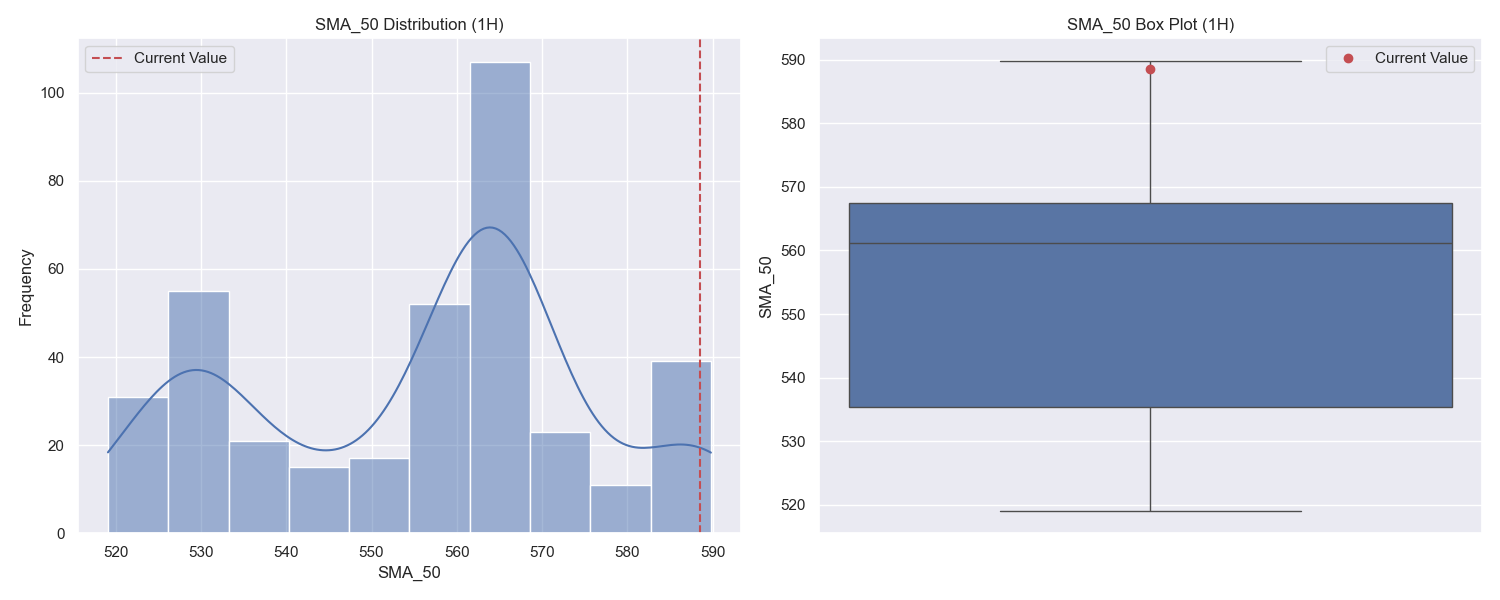 SMA_50 Distribution (1H)
Current Value
Frequency
100
80
60
40
20
0
520 530 540 550 560 570 580 590
SMA_50
SMA_50 Box Plot (1H)
Current Value
SMA_50
590
580
570
560
550
540
530
520